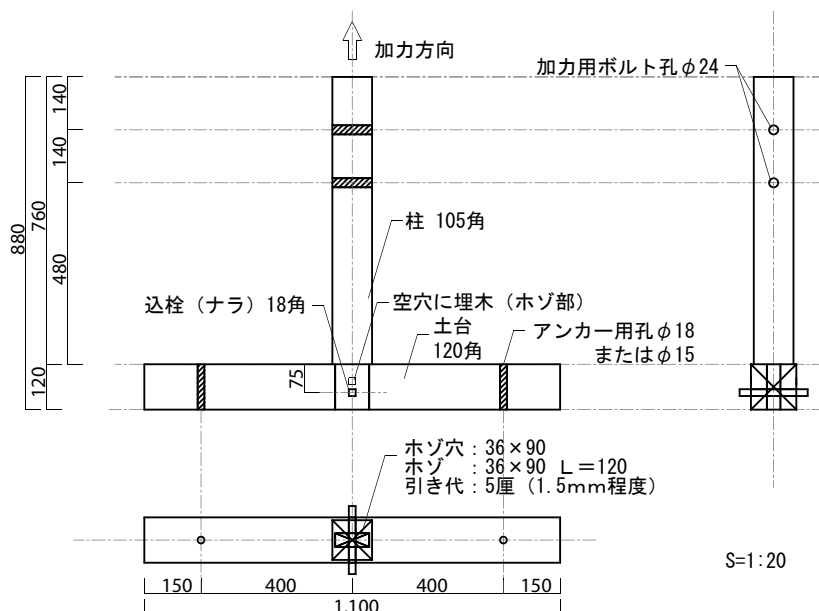 加力方向
加力用ボルト孔φ24
140
140
760
880
480
柱 105角
込栓（ナラ）18角
空穴に埋木（ホゾ部）
土台
120角
アンカー用孔φ18
またはφ15
120
75
ホゾ穴：36×90
ホゾ　：36×90 L＝120
引き代：5厘（1.5mm程度）
S=1:20
150
400
400
150
1,100